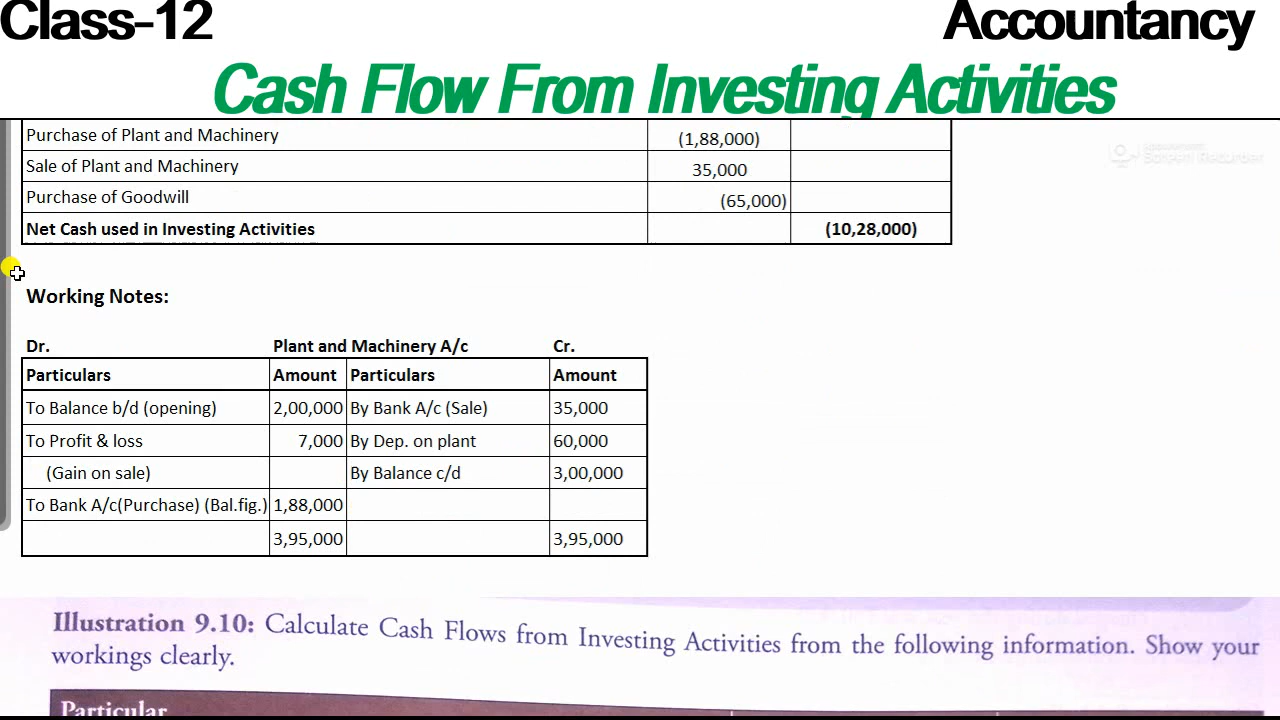 Class-12 Accountancy
Cash Flow From Investing Activities
Purchase of Plant and Machinery (1,88,000)
Sale of Plant and Machinery 35,000
Purchase of Goodwill (65,000)
Net Cash used in Investing Activities (10,28,000)
Screen Recorder
Working Notes:
Dr. Plant and Machinery A/c Cr.
Particulars Amount Particulars Amount
To Balance b/d (opening) 2,00,000 By Bank A/c (Sale) 35,000
To Profit & loss 7,000 By Dep. on plant 60,000
(Gain on sale) By Balance c/d 3,00,000
To Bank A/c(Purchase) (Bal.fig.) 1,88,000
3,95,000 3,95,000
Illustration 9.10: Calculate Cash Flows from Investing Activities from the following information. Show your
workings clearly.
Particular